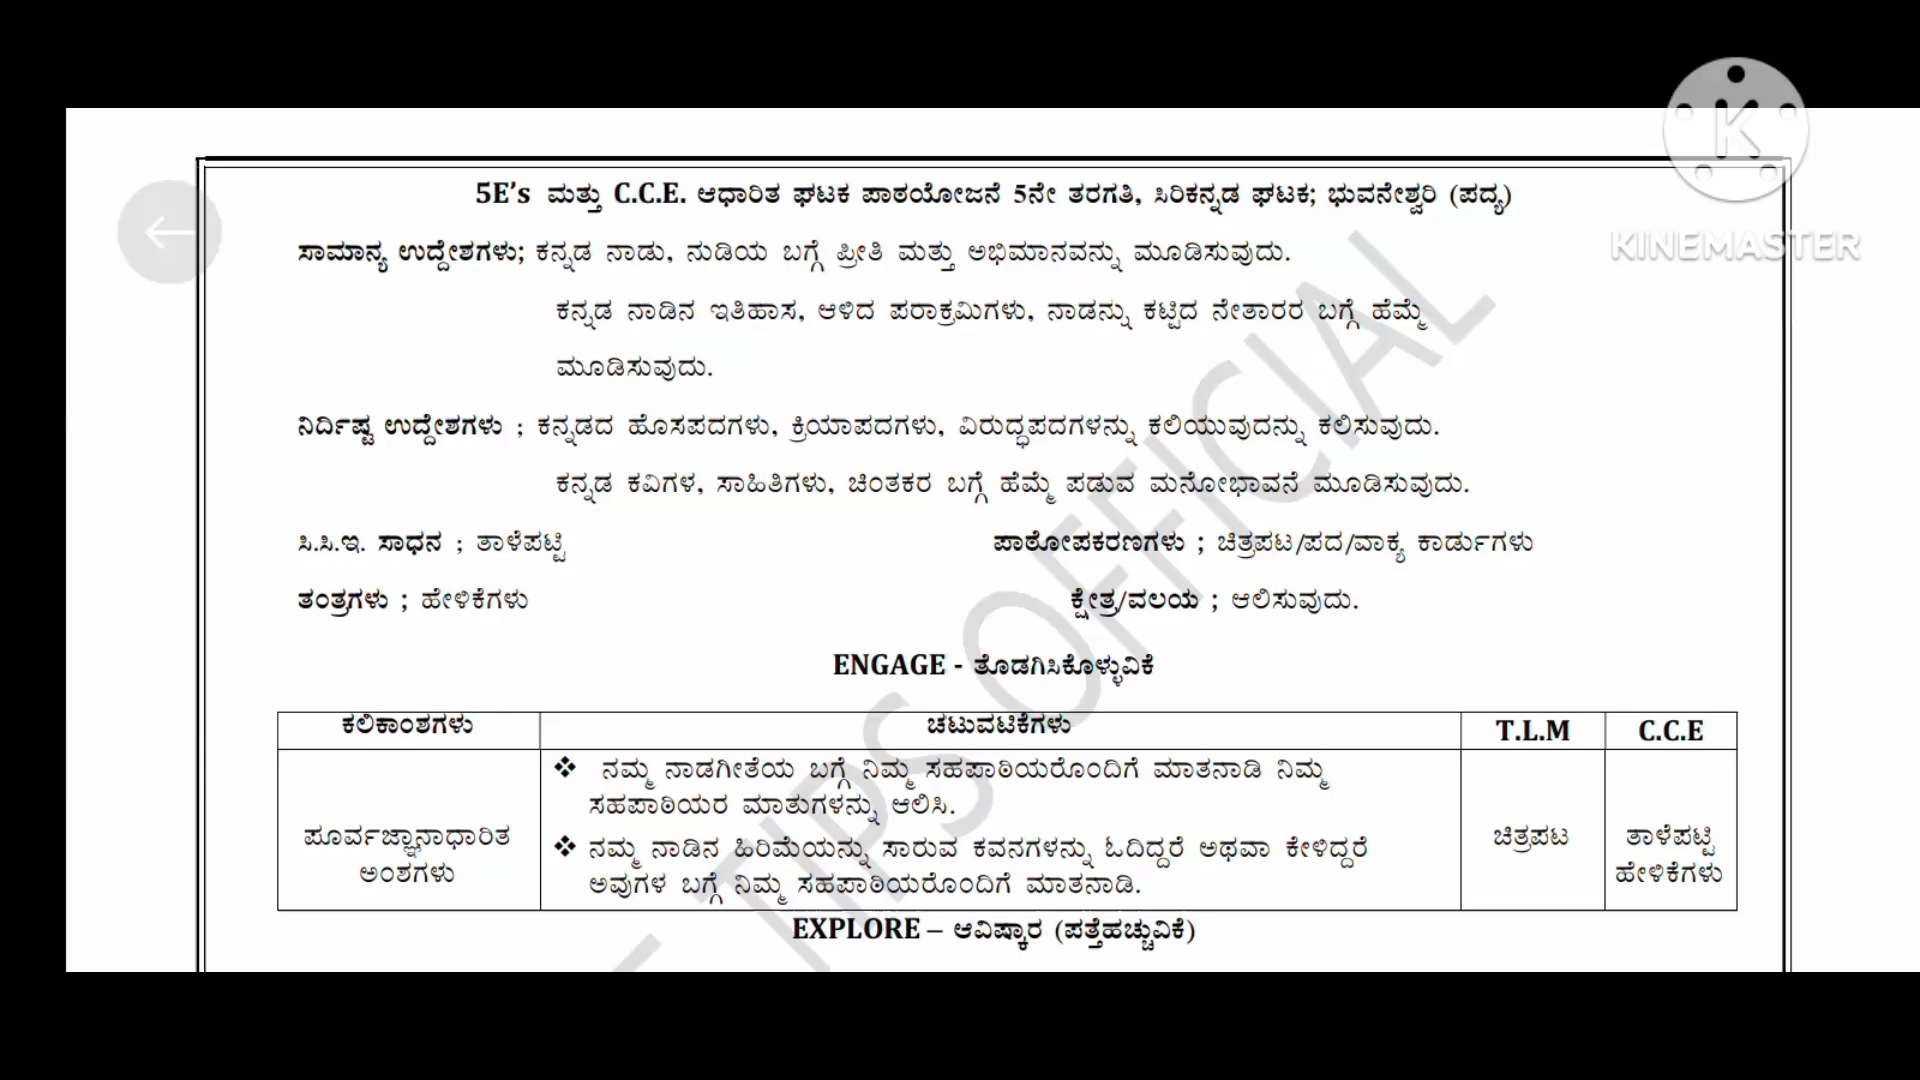 5E's ಮತ್ತು C.C.E. ಆಧಾರಿತ ಘಟಕ ಪಾಠಯೋಜನೆ 5ನೇ ತರಗತಿ, ಸಿರಿಕನ್ನಡ ಘಟಕ; ಭುವನೇಶ್ವರಿ (ಪದ್ಯ)
KINEMASTER
ಸಾಮಾನ್ಯ ಉದ್ದೇಶಗಳು; ಕನ್ನಡ ನಾಡು, ನುಡಿಯ ಬಗ್ಗೆ ಪ್ರೀತಿ ಮತ್ತು ಅಭಿಮಾನವನ್ನು ಮೂಡಿಸುವುದು.
ಕನ್ನಡ ನಾಡಿನ ಇತಿಹಾಸ, ಆಳಿದ ಪರಾಕ್ರಮಿಗಳು, ನಾಡನ್ನು ಕಟ್ಟಿದ ನೇತಾರರ ಬಗ್ಗೆ ಹೆಮ್ಮೆ
ಮೂಡಿಸುವುದು.
ನಿರ್ದಿಷ್ಟ ಉದ್ದೇಶಗಳು ; ಕನ್ನಡದ ಹೊಸಪದಗಳು, ಕ್ರಿಯಾಪದಗಳು, ವಿರುದ್ಧಪದಗಳನ್ನು ಕಲಿಯುವುದನ್ನು ಕಲಿಸುವುದು.
ಕನ್ನಡ ಕವಿಗಳ, ಸಾಹಿತಿಗಳು, ಚಿಂತಕರ ಬಗ್ಗೆ ಹೆಮ್ಮೆ ಪಡುವ ಮನೋಭಾವನೆ ಮೂಡಿಸುವುದು.
ಸಿ.ಸಿ.ಇ. ಸಾಧನ ; ತಾಳೆಪಟ್ಟಿ ಪಾಠೋಪಕರಣಗಳು ; ಚಿತ್ರಪಟ/ಪದ/ವಾಕ್ಯ ಕಾರ್ಡುಗಳು
ತಂತ್ರಗಳು ; ಹೇಳಿಕೆಗಳು ಕ್ಷೇತ್ರ/ವಲಯ ; ಆಲಿಸುವುದು.
ENGAGE - ತೊಡಗಿಸಿಕೊಳ್ಳುವಿಕೆ
ಕಲಿಕಾಂಶಗಳು ಚಟುವಟಿಕೆಗಳು T.L.M C.C.E
❖ ನಮ್ಮ ನಾಡಗೀತೆಯ ಬಗ್ಗೆ ನಿಮ್ಮ ಸಹಪಾಠಿಯರೊಂದಿಗೆ ಮಾತನಾಡಿ ನಿಮ್ಮ
ಸಹಪಾಠಿಯರ ಮಾತುಗಳನ್ನು ಆಲಿಸಿ.
ಪೂರ್ವಜ್ಞಾನಾಧಾರಿತ
ಅಂಶಗಳು
❖ ನಮ್ಮ ನಾಡಿನ ಹಿರಿಮೆಯನ್ನು ಸಾರುವ ಕವನಗಳನ್ನು ಓದಿದ್ದರೆ ಅಥವಾ ಕೇಳಿದ್ದರೆ
ಅವುಗಳ ಬಗ್ಗೆ ನಿಮ್ಮ ಸಹಪಾಠಿಯರೊಂದಿಗೆ ಮಾತನಾಡಿ.
ಚಿತ್ರಪಟ
ತಾಳೆಪಟ್ಟಿ
ಹೇಳಿಕೆಗಳು
EXPLORE – ಆವಿಷ್ಕಾರ (ಪತ್ತೆಹಚ್ಚುವಿಕೆ)
TIPS OFFICIAL